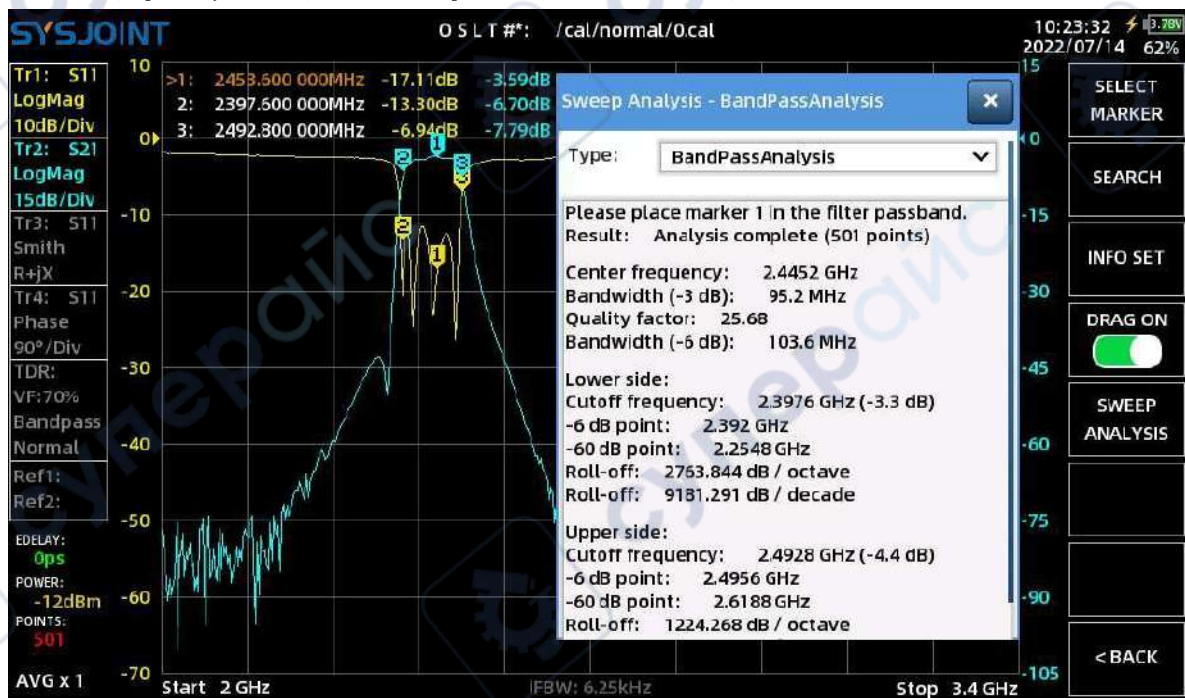 SYSJOINT
O S L T #*: /cal/normal/0.cal
10:23:32 3.78V
2022/07/14 62%
Tr1: S11
LogMag
10dB/Div
Tr2: S21
LogMag
15dB/Div
Tr3: S11
Smith
R+jX
Tr4: S11
Phase
90°/Div
TDR:
VF:70%
Bandpass
Normal
Ref1:
Ref2:
EDELAY:
0ps
POWER:
-12dBm
POINTS:
501
AVG x 1
10
0
-10
-20
-30
-40
-50
-60
-70
>1: 2453.600 000MHz -17.11dB -3.59dB
2: 2397.600 000MHz -13.30dB -6.70dB
3: 2492.800 000MHz -6.94dB -7.79dB
2
1
3
2
1
Start 2 GHz
IFBW: 6.25kHz
Stop 3.4 GHz
Sweep Analysis - BandPassAnalysis ×
Type: BandPassAnalysis
Please place marker 1 in the filter passband.
Result: Analysis complete (501 points)
Center frequency: 2.4452 GHz
Bandwidth (-3 dB): 95.2 MHz
Quality factor: 25.68
Bandwidth (-6 dB): 103.6 MHz
Lower side:
Cutoff frequency: 2.3976 GHz (-3.3 dB)
-6 dB point: 2.392 GHz
-60 dB point: 2.2548 GHz
Roll-off: 2763.844 dB / octave
Roll-off: 9181.291 dB / decade
Upper side:
Cutoff frequency: 2.4928 GHz (-4.4 dB)
-6 dB point: 2.4956 GHz
-60 dB point: 2.6188 GHz
Roll-off: 1224.268 dB / octave
15
0
-15
-30
-45
-60
-75
-90
-105
SELECT
MARKER
SEARCH
INFO SET
DRAG ON
SWEEP
ANALYSIS
<BACK
суперайс
суперайс